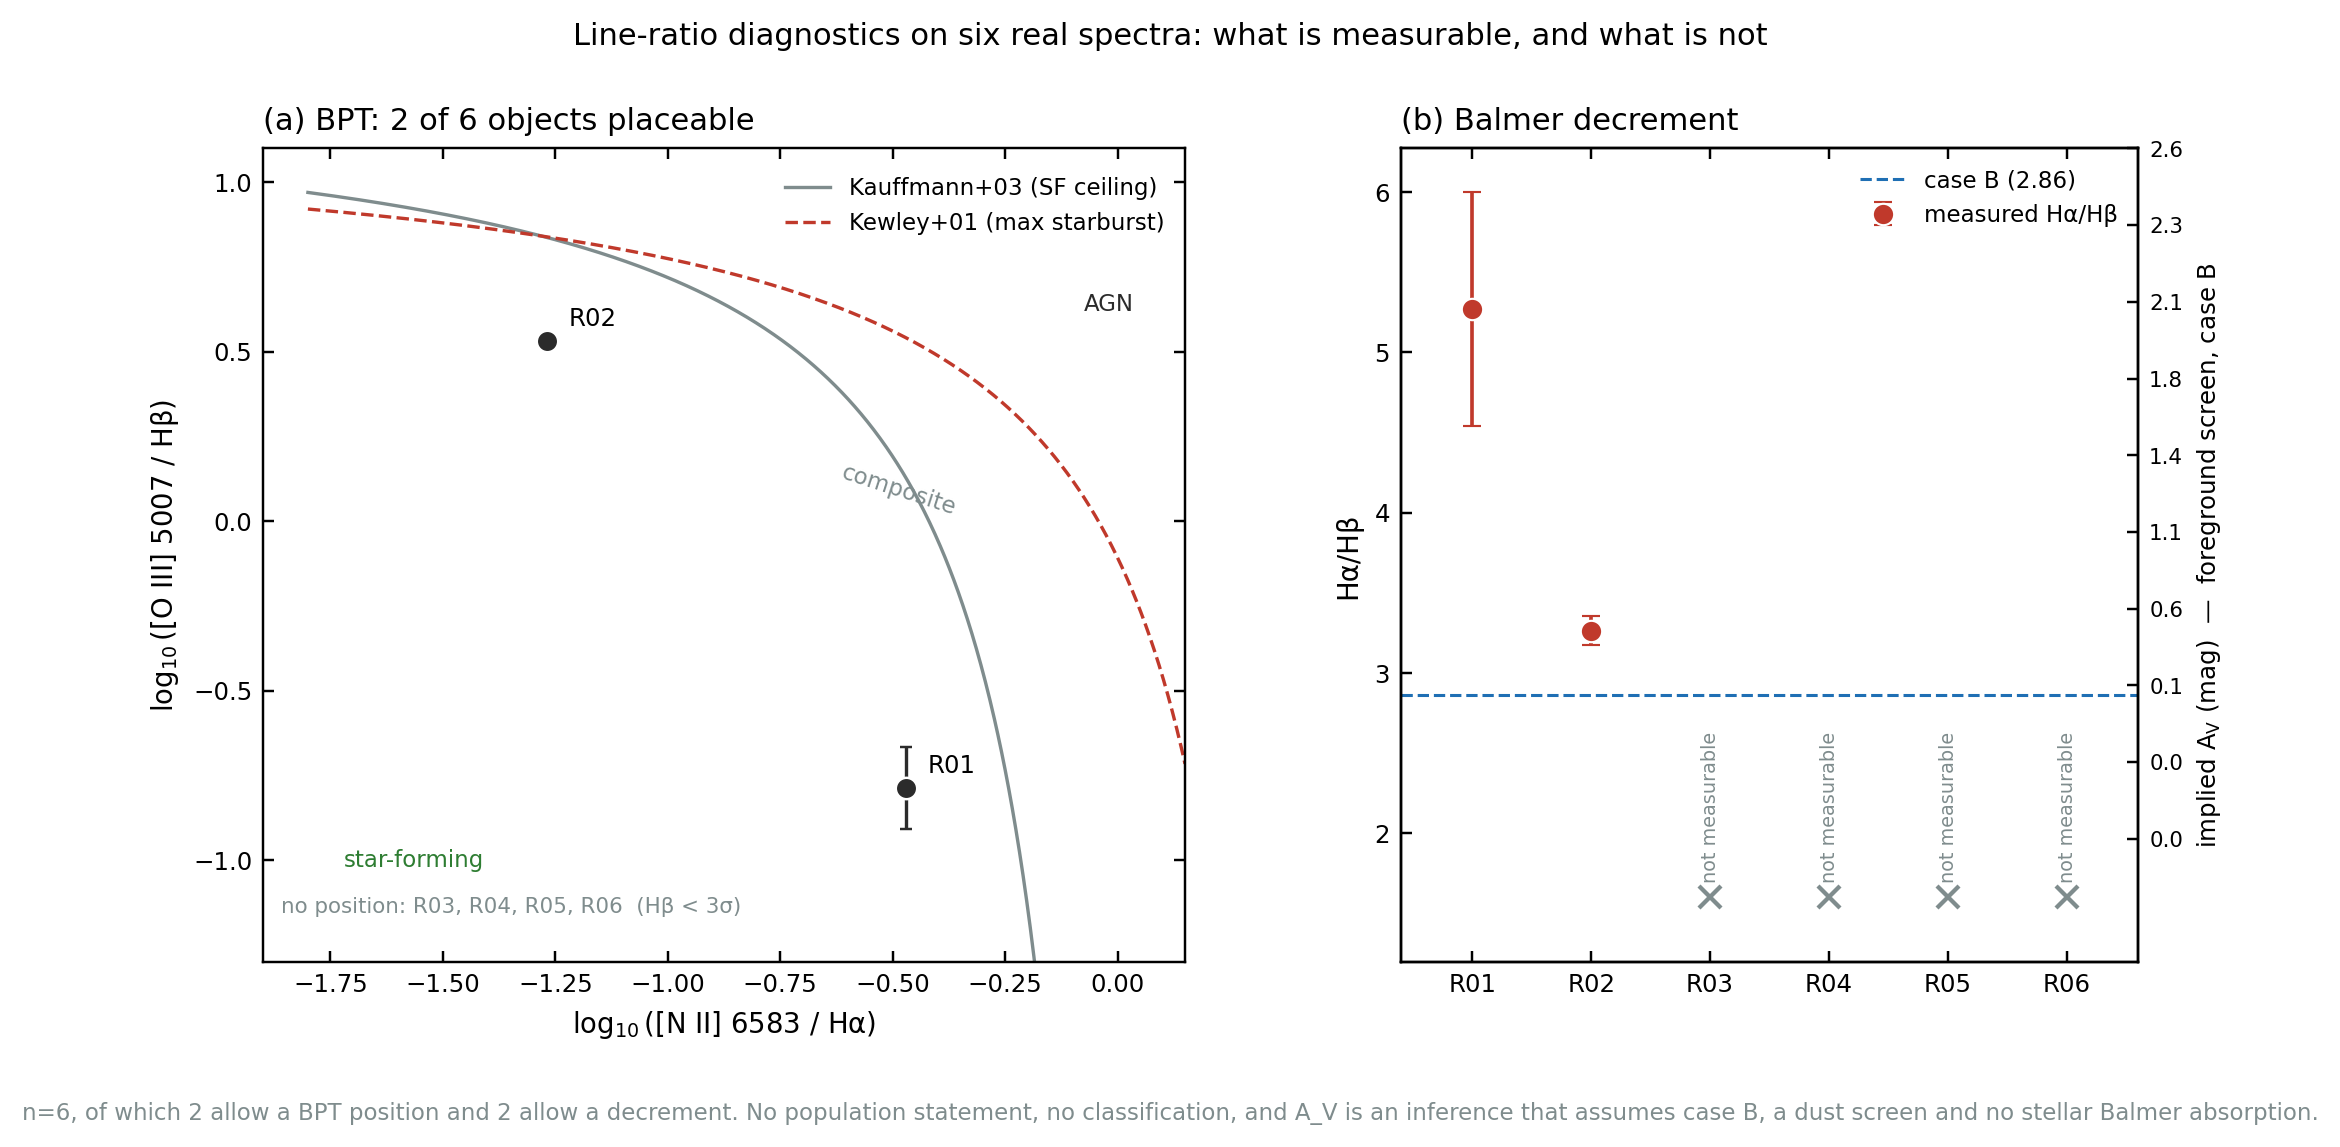 Line-ratio diagnostics on six real spectra: what is measurable, and what is not
(a) BPT: 2 of 6 objects placeable
log₁₀([O III] 5007 / Hβ)
1.0
0.5
0.0
−0.5
−1.0
Kauffmann+03 (SF ceiling)
Kewley+01 (max starburst)
AGN
R02
composite
R01
star-forming
no position: R03, R04, R05, R06 (Hβ < 3σ)
−1.75 −1.50 −1.25 −1.00 −0.75 −0.50 −0.25 0.00
log₁₀([N II] 6583 / Hα)
(b) Balmer decrement
Hα/Hβ
6
5
4
3
2
case B (2.86)
measured Hα/Hβ
not measurable
not measurable
not measurable
not measurable
R01 R02 R03 R04 R05 R06
2.6
2.3
2.1
1.8
1.4
1.1
0.6
0.1
0.0
0.0
implied Aᵥ (mag) — foreground screen, case B
n=6, of which 2 allow a BPT position and 2 allow a decrement. No population statement, no classification, and A_V is an inference that assumes case B, a dust screen and no stellar Balmer absorption.